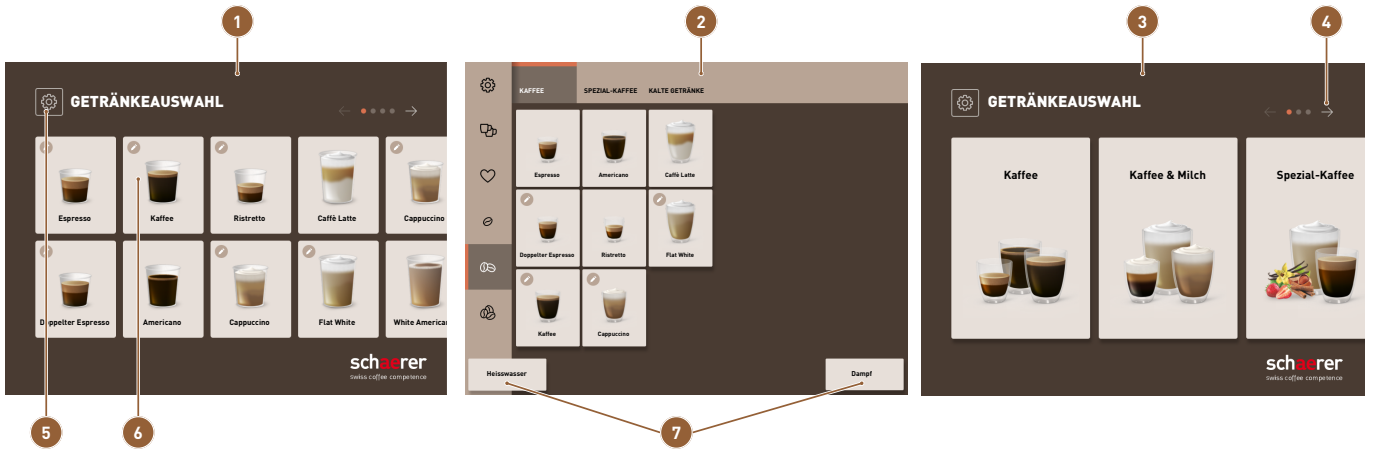 1
2
3
4
GETRÄNKEAUSWAHL
Espresso
Kaffee
Ristretto
Caffè Latte
Cappuccino
Doppelter Espresso
Americano
Cappuccino
Flat White
White America
schaerer
swiss coffee competence
KAFFEE
SPEZIAL-KAFFEE
KALTE GETRÄNKE
Espresso
Americano
Caffè Latte
Doppelter Espresso
Ristretto
Flat White
Kaffee
Cappuccino
Heisswasser
Dampf
GETRÄNKEAUSWAHL
Kaffee
Kaffee & Milch
Spezial-Kaffee
schaerer
swiss coffee competence
5
6
7